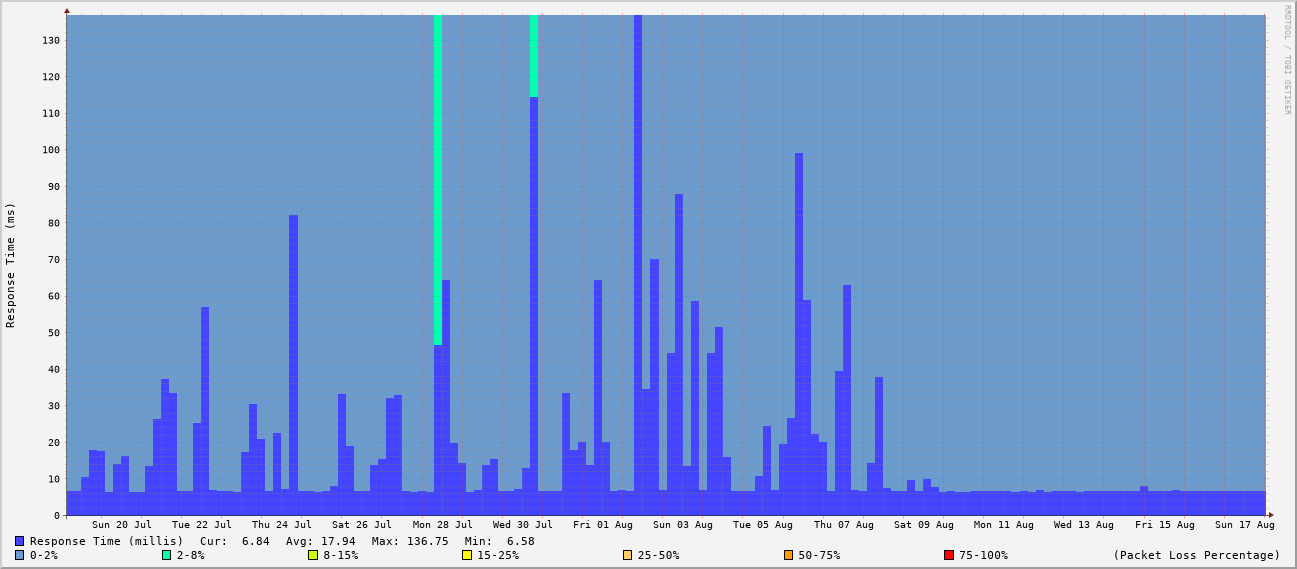 RRDTOOL / TOBI OETIKER
Response Time (ms)
130
120
110
100
90
80
70
60
50
40
30
20
10
0
Sun 20 Jul Tue 22 Jul Thu 24 Jul Sat 26 Jul Mon 28 Jul Wed 30 Jul Fri 01 Aug Sun 03 Aug Tue 05 Aug Thu 07 Aug Sat 09 Aug Mon 11 Aug Wed 13 Aug Fri 15 Aug Sun 17 Aug
Response Time (millis) Cur: 6.84 Avg: 17.94 Max: 136.75 Min: 6.58
0-2% 2-8% 8-15% 15-25% 25-50% 50-75% 75-100% (Packet Loss Percentage)